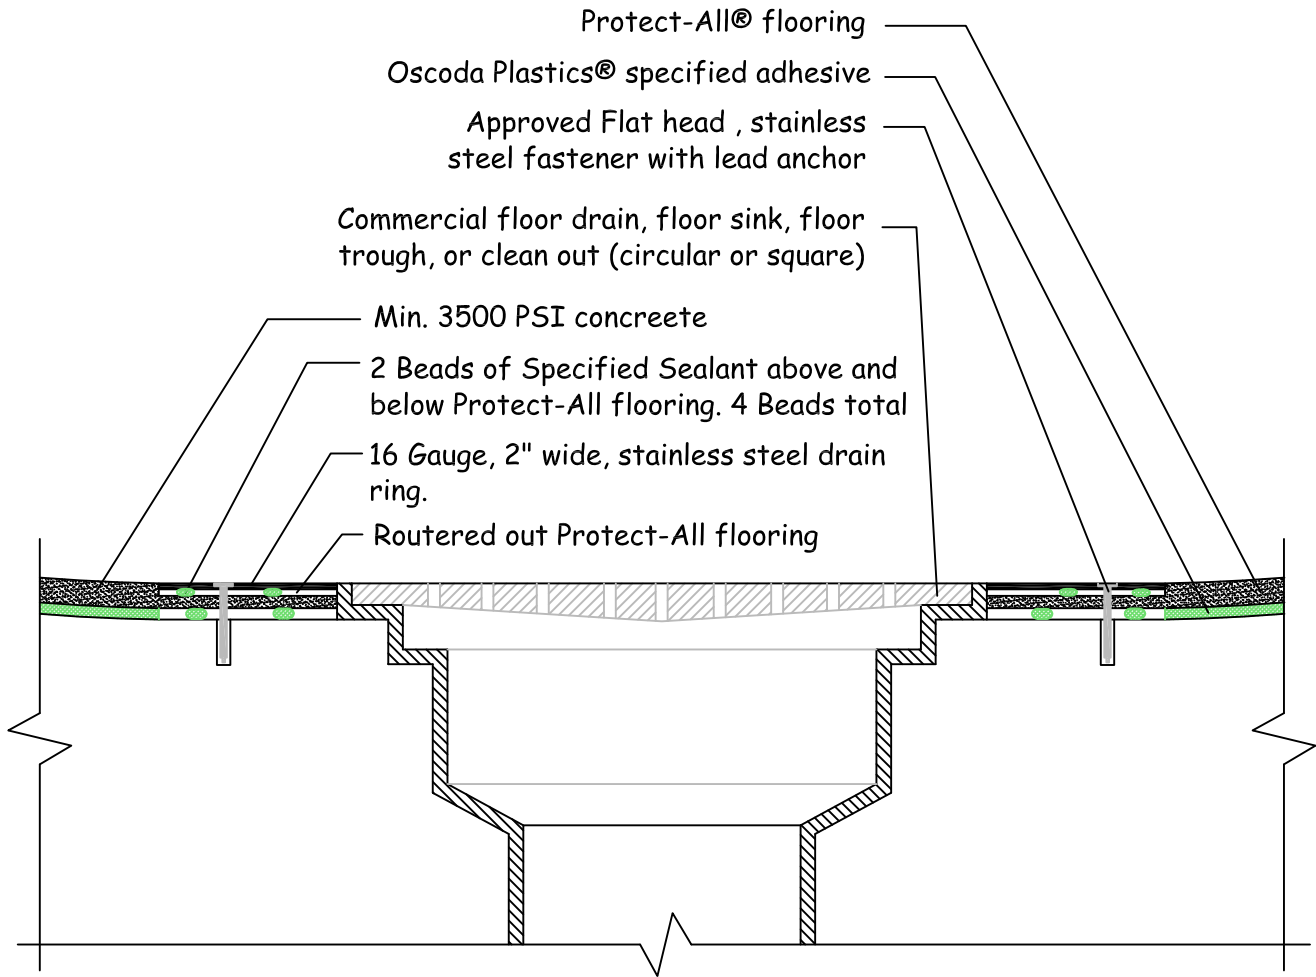 Protect-All® flooring
Oscoda Plastics® specified adhesive
Approved Flat head , stainless
steel fastener with lead anchor
Commercial floor drain, floor sink, floor
trough, or clean out (circular or square)
Min. 3500 PSI concreete
2 Beads of Specified Sealant above and
below Protect-All flooring. 4 Beads total
16 Gauge, 2" wide, stainless steel drain
ring.
Routered out Protect-All flooring